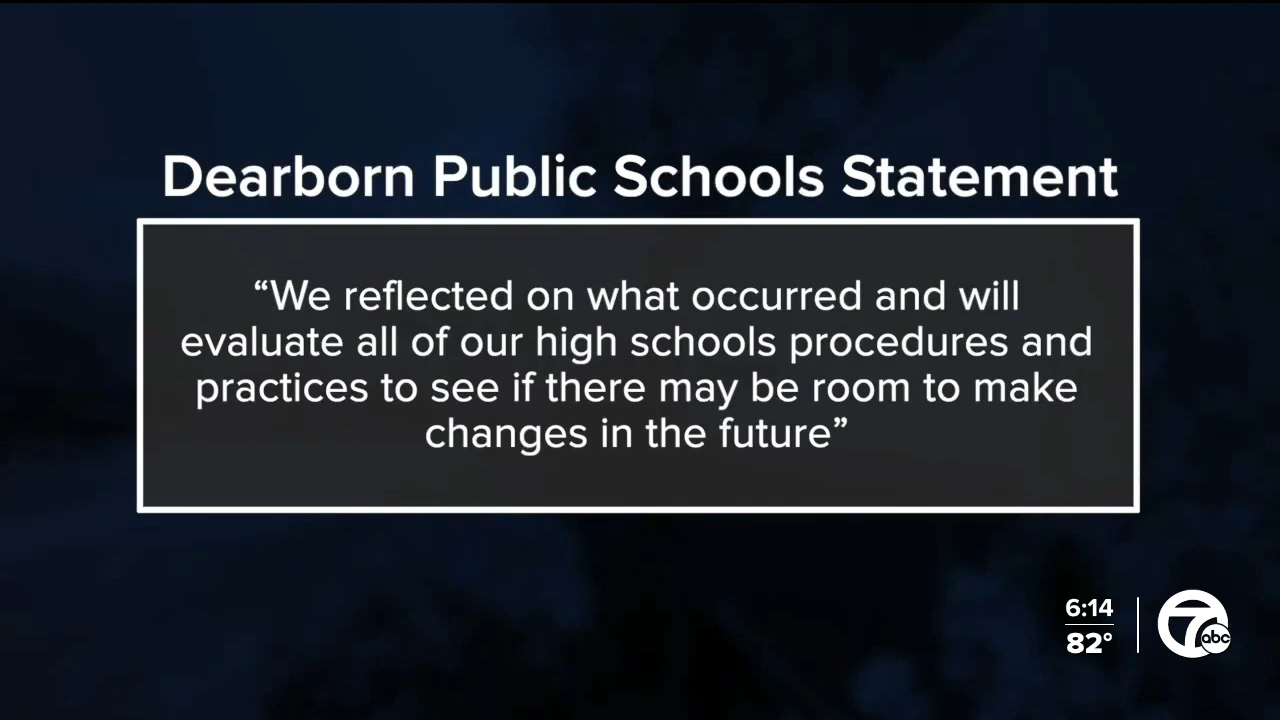 Dearborn Public Schools Statement
“We reflected on what occurred and will
evaluate all of our high schools procedures and
practices to see if there may be room to make
changes in the future”
6:14
82°
7 abc